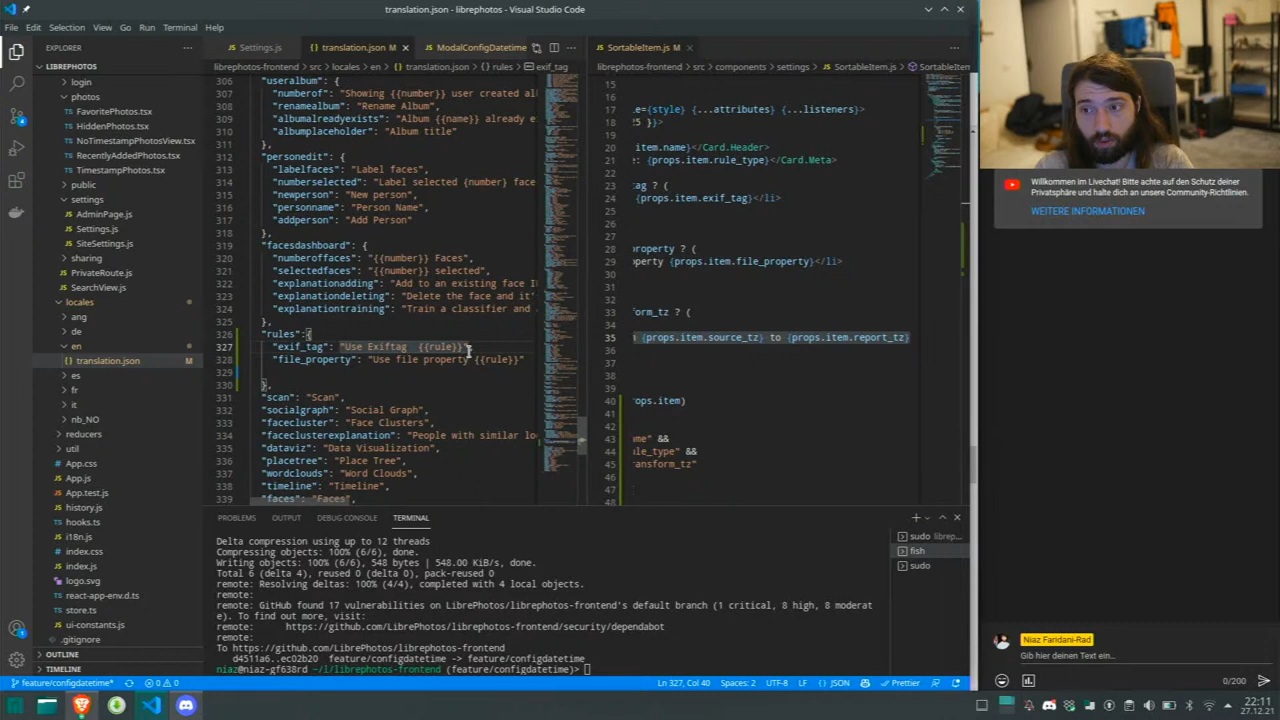 translation.json - librephotos - Visual Studio Code
File Edit Selection View Go Run Terminal Help
EXPLORER
LIBREPHOTOS
login
photos
FavoritePhotos.tsx
HiddenPhotos.tsx
NoTimestampPhotosView.tsx
RecentlyAddedPhotos.tsx
TimestampPhotos.tsx
public
settings
AdminPage.js
Settings.js
SiteSettings.js
sharing
PrivateRoute.js
SearchView.js
locales
ang
de
en
translation.json
es
fr
it
nb_NO
reducers
util
App.css
App.js
App.test.js
history.js
hooks.ts
i18n.js
index.css
index.js
logo.svg
react-app-env.d.ts
store.ts
ui-constants.js
.gitignore
OUTLINE
TIMELINE
Settings.js translation.json M ModalConfigDatetime
librephotos-frontend > src > locales > en > translation.json > rules > exif_tag
306 "useralbum": {
307 "numberof": "Showing {{number}} user created al
308 "renamealbum": "Rename Album",
309 "albumalreadyexists": "Album {{name}} already e
310 "albumplaceholder": "Album title"
311 },
312 "personedit": {
313 "labelfaces": "Label faces",
314 "numberselected": "Label selected {number} face
315 "newperson": "New person",
316 "personname": "Person Name",
317 "addperson": "Add Person"
318 },
319 "facesdashboard": {
320 "numberoffaces": "{{number}} Faces",
321 "selectedfaces": "{{number}} selected",
322 "explanationadding": "Add to an existing face
323 "explanationdeleting": "Delete the face and it'
324 "explanationtraining": "Train a classifier and
325 },
326 "rules":{
327 "exif_tag": "Use Exiftag  {{rule}}"
328 "file_property": "Use file property {{rule}}"
329
330 },
331 "scan": "Scan",
332 "socialgraph": "Social Graph",
333 "facecluster": "Face Clusters",
334 "faceclusterexplanation": "People with similar lo
335 "dataviz": "Data Visualization",
336 "placetree": "Place Tree",
337 "wordclouds": "Word Clouds",
338 "timeline": "Timeline",
339 "faces": "Faces",
SortableItem.js M
librephotos-frontend > src > components > settings > SortableItem.js > SortableItem
15
17 le={style} {...attributes} {...listeners}>
18 25 }}>
19
20 item.name}</Card.Header>
21 e: {props.item.rule_type}</Card.Meta>
22
23 tag ? (
24 {props.item.exif_tag}</li>
25
26
27
28 property ? (
29 property {props.item.file_property}</li>
30
31
32
33 form_tz ? (
34
35 {props.item.source_tz} to {props.item.report_tz}
36
37
38
39
40 ops.item)
41
42
43 me" &&
44 ule_type" &&
45 ransform_tz"
46
47
48
PROBLEMS OUTPUT DEBUG CONSOLE TERMINAL
Delta compression using up to 12 threads
Compressing objects: 100% (6/6), done.
Writing objects: 100% (6/6), 548 bytes | 548.00 KiB/s, done.
Total 6 (delta 4), reused 0 (delta 0), pack-reused 0
remote: Resolving deltas: 100% (4/4), completed with 4 local objects.
remote:
remote: GitHub found 17 vulnerabilities on LibrePhotos/librephotos-frontend's default branch (1 critical, 8 high, 8 moderat
e). To find out more, visit:
remote: https://github.com/LibrePhotos/librephotos-frontend/security/dependabot
remote:
To https://github.com/LibrePhotos/librephotos-frontend
d4511a6..ec02b20 feature/configdatetime -> feature/configdatetime
niaz@niaz-gf638rd ~/l/librephotos-frontend (feature/configdatetime)>
sudo librep...
fish
sudo
feature/configdatetime* 0 0
Ln 327, Col 40 Spaces: 2 UTF-8 LF {} JSON Prettier
Willkommen im Livechat! Bitte achte auf den Schutz deiner
Privatsphäre und halte dich an unsere Community-Richtlinien.
WEITERE INFORMATIONEN
Niaz Faridani-Rad
Gib hier deinen Text ein...
0/200
22:11
27.12.21